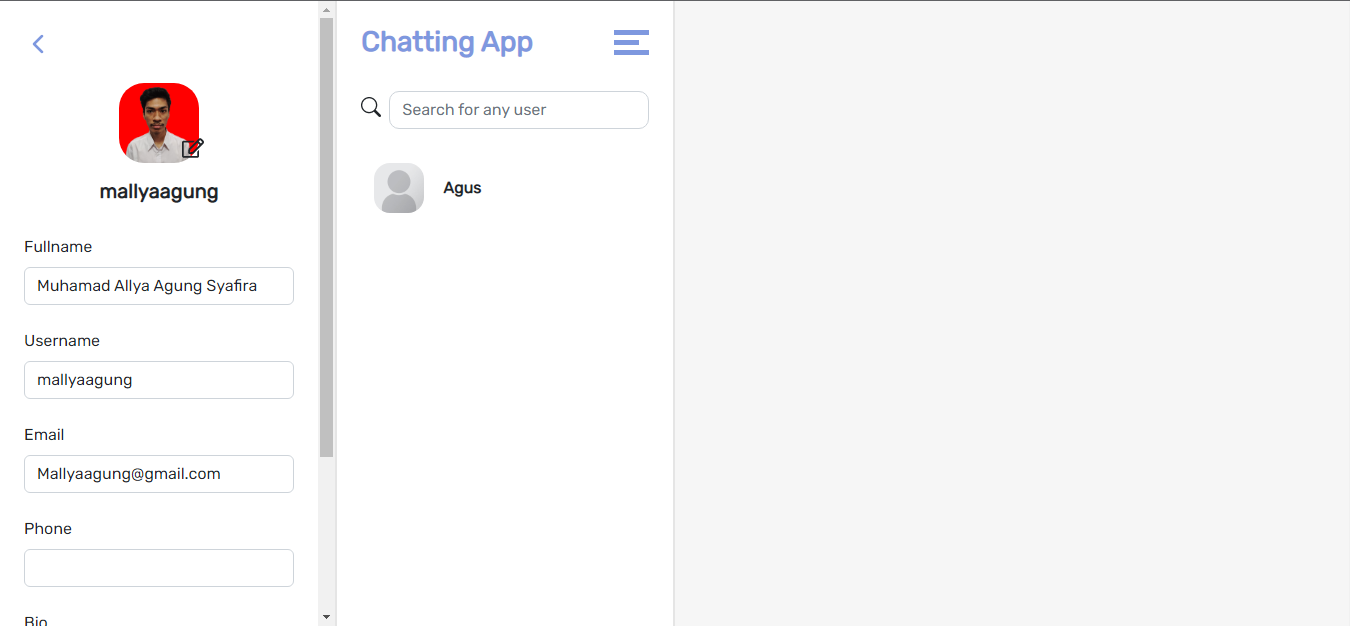 mallyaagung
Fullname
Muhamad Allya Agung Syafira
Username
mallyaagung
Email
Mallyaagung@gmail.com
Phone
Bio
Chatting App
Search for any user
Agus